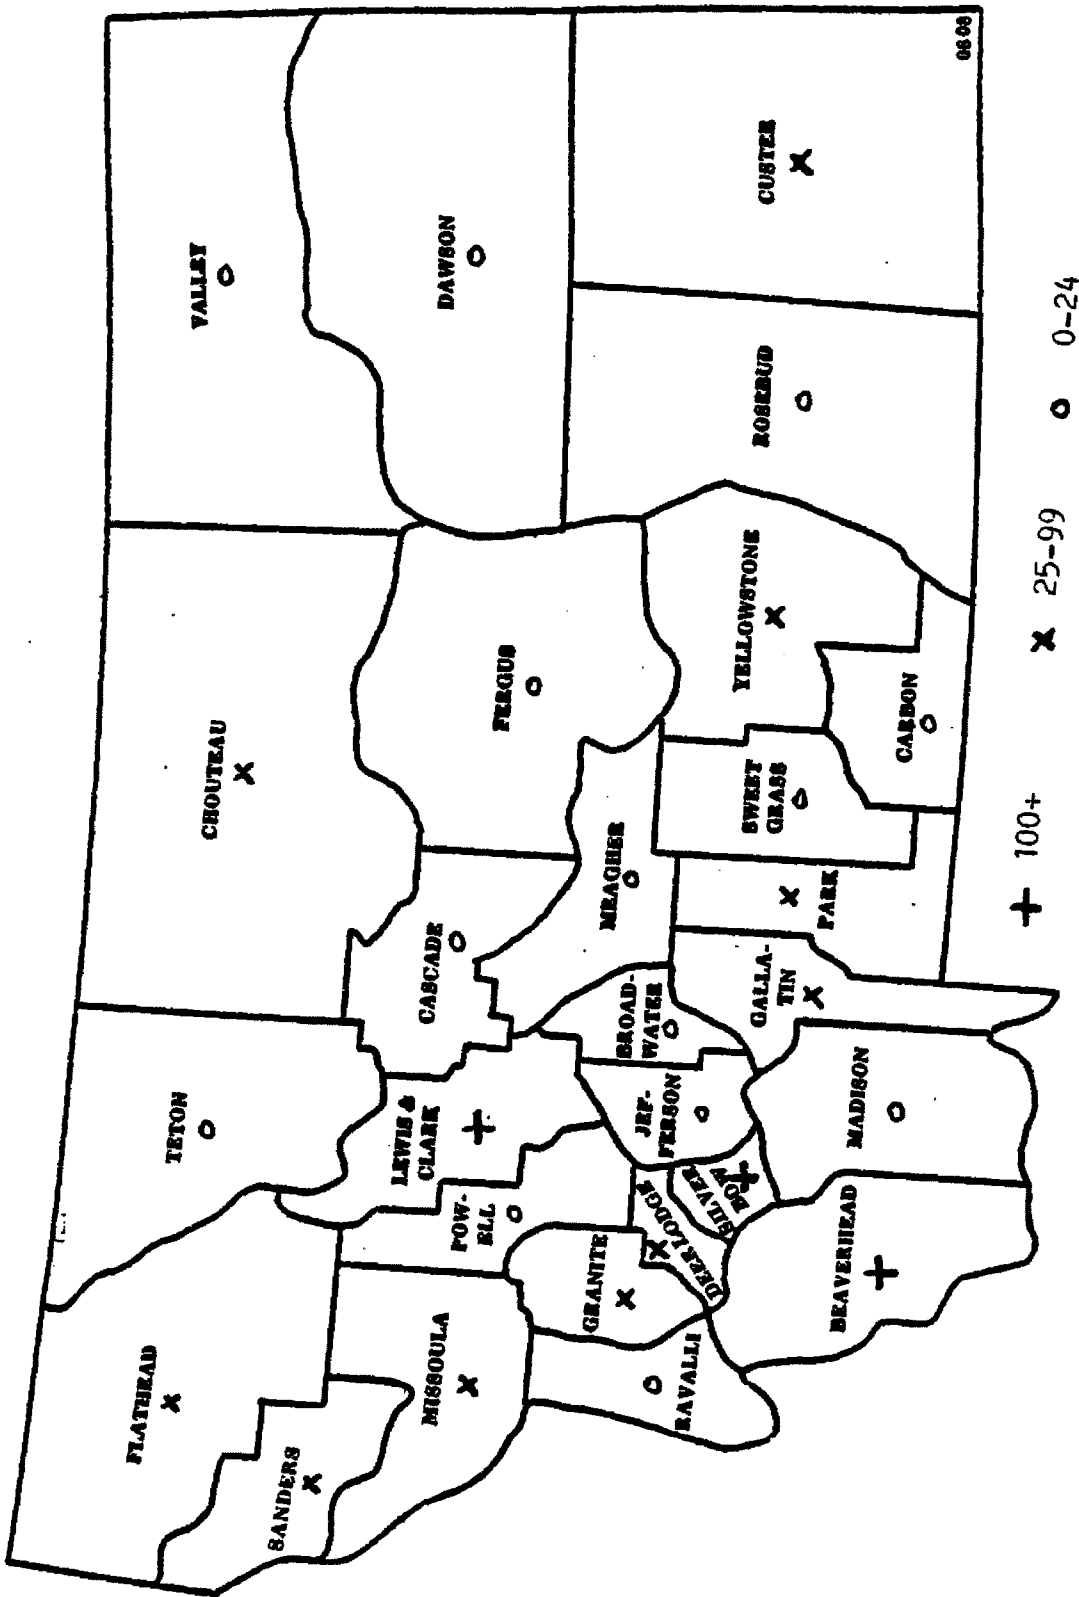 FLATHEAD
x
SANDERS
x
TETON
o
CHOUTEAU
x
VALLEY
o
MISSOULA
x
POW-
ELL
o
LEWIS &
CLARK
+
CASCADE
o
FERGUS
o
DAWSON
o
GRANITE
x
RAVALLI
o
DEER LODGE
x
SILVER
BOW
+
JEF-
FERSON
o
BROAD-
WATER
o
MEAGHER
o
BEAVERHEAD
+
MADISON
o
GALLA-
TIN
x
PARK
x
SWEET
GRASS
o
YELLOWSTONE
x
CARBON
o
ROSEBUD
o
CUSTER
x
+ 100+ x 25-99 o 0-24